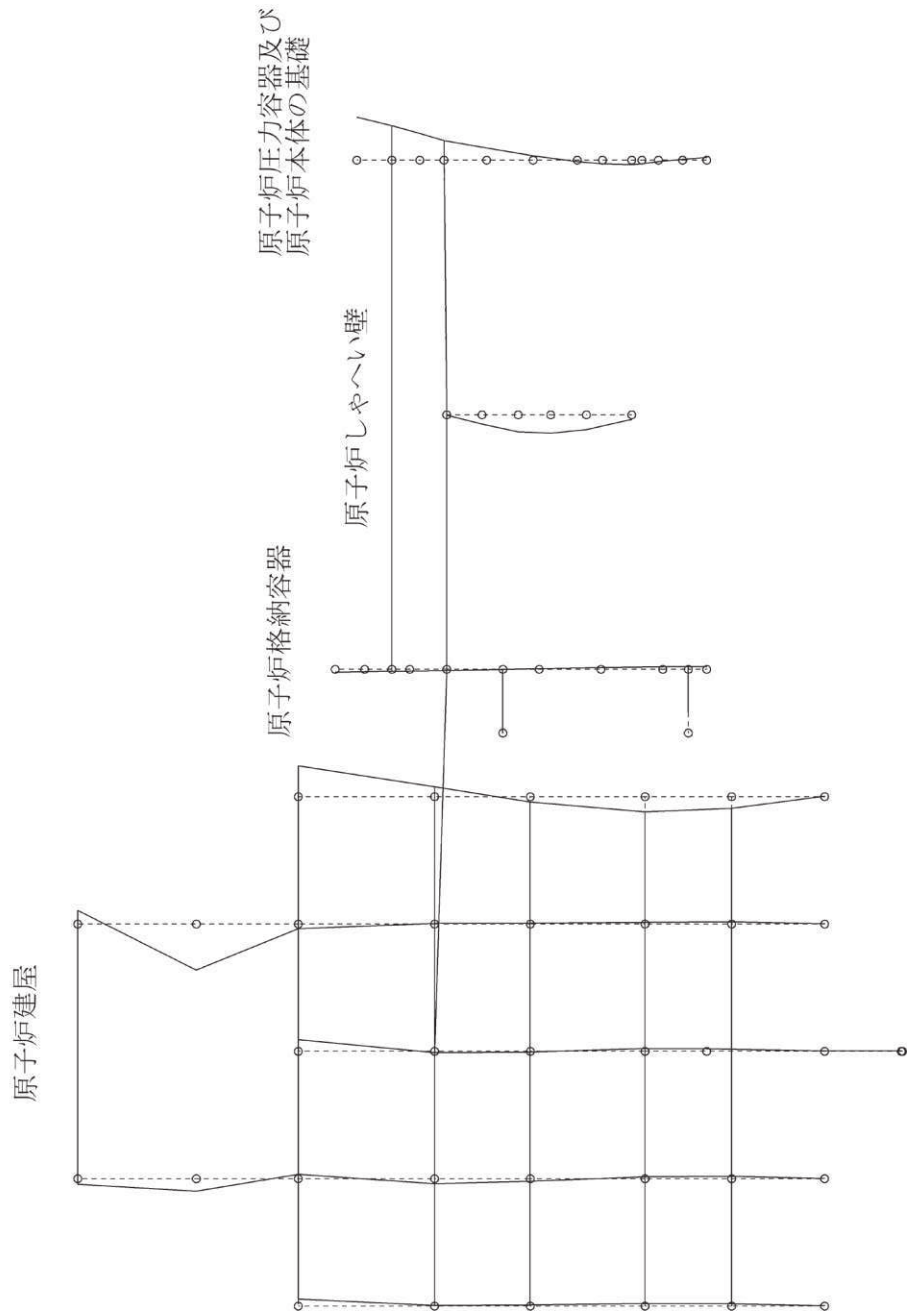 原子炉建屋
原子炉格納容器
原子炉しゃへい壁
原子炉圧力容器及び
原子炉本体の基礎